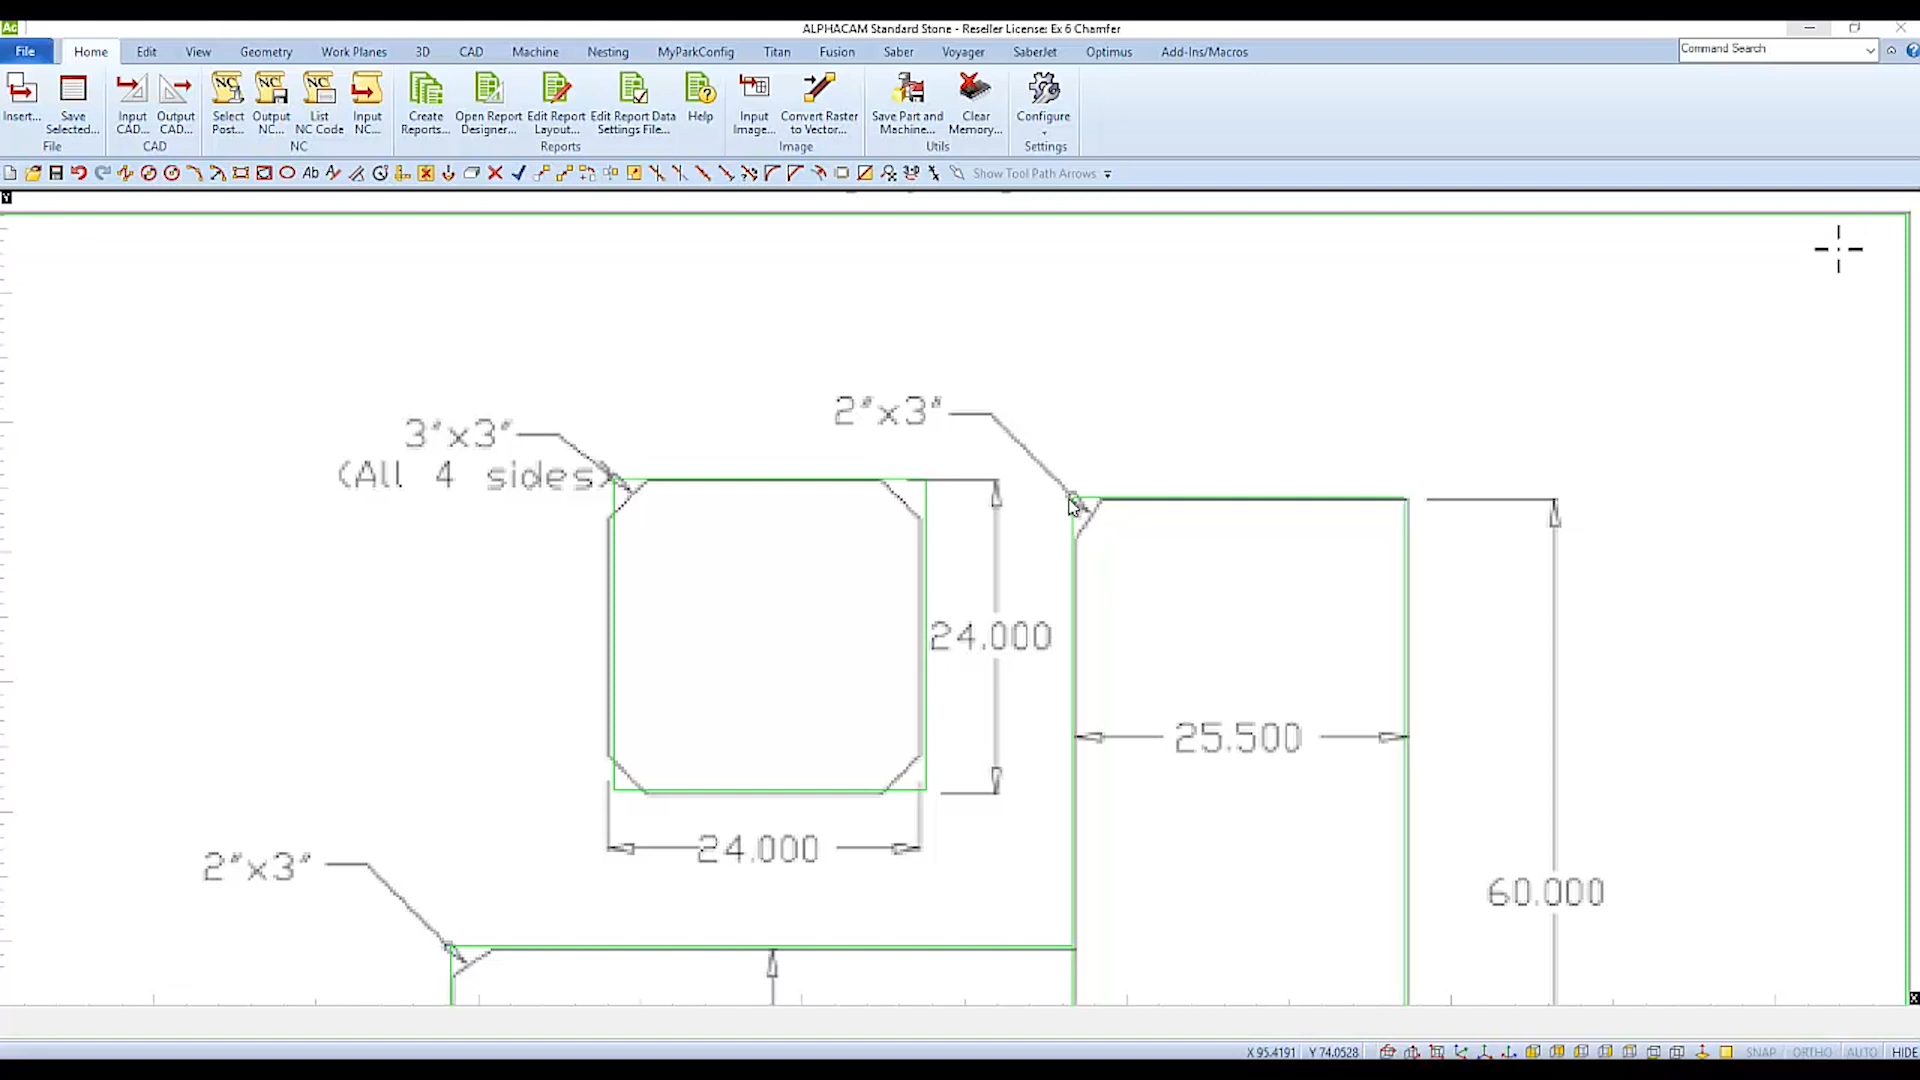 ALPHACAM Standard Stone - Reseller License: Ex 6 Chamfer
File Home Edit View Geometry Work Planes 3D CAD Machine Nesting MyParkConfig Titan Fusion Saber Voyager SaberJet Optimus Add-Ins/Macros Command Search
Insert... Save Selected... Input CAD... Output CAD... Select Post... Output NC... List NC Code Input NC... Create Reports... Open Report Designer... Edit Report Layout... Edit Report Data Settings File... Help Input Image... Convert Raster to Vector... Save Part and Machine... Clear Memory... Configure
File CAD NC Reports Image Utils Settings
Show Tool Path Arrows
2"x3"
3"x3"
(All 4 sides)
24.000
25.500
24.000
2"x3"
60.000
X 95.4191 Y 74.0528 SNAP ORTHO AUTO HIDE